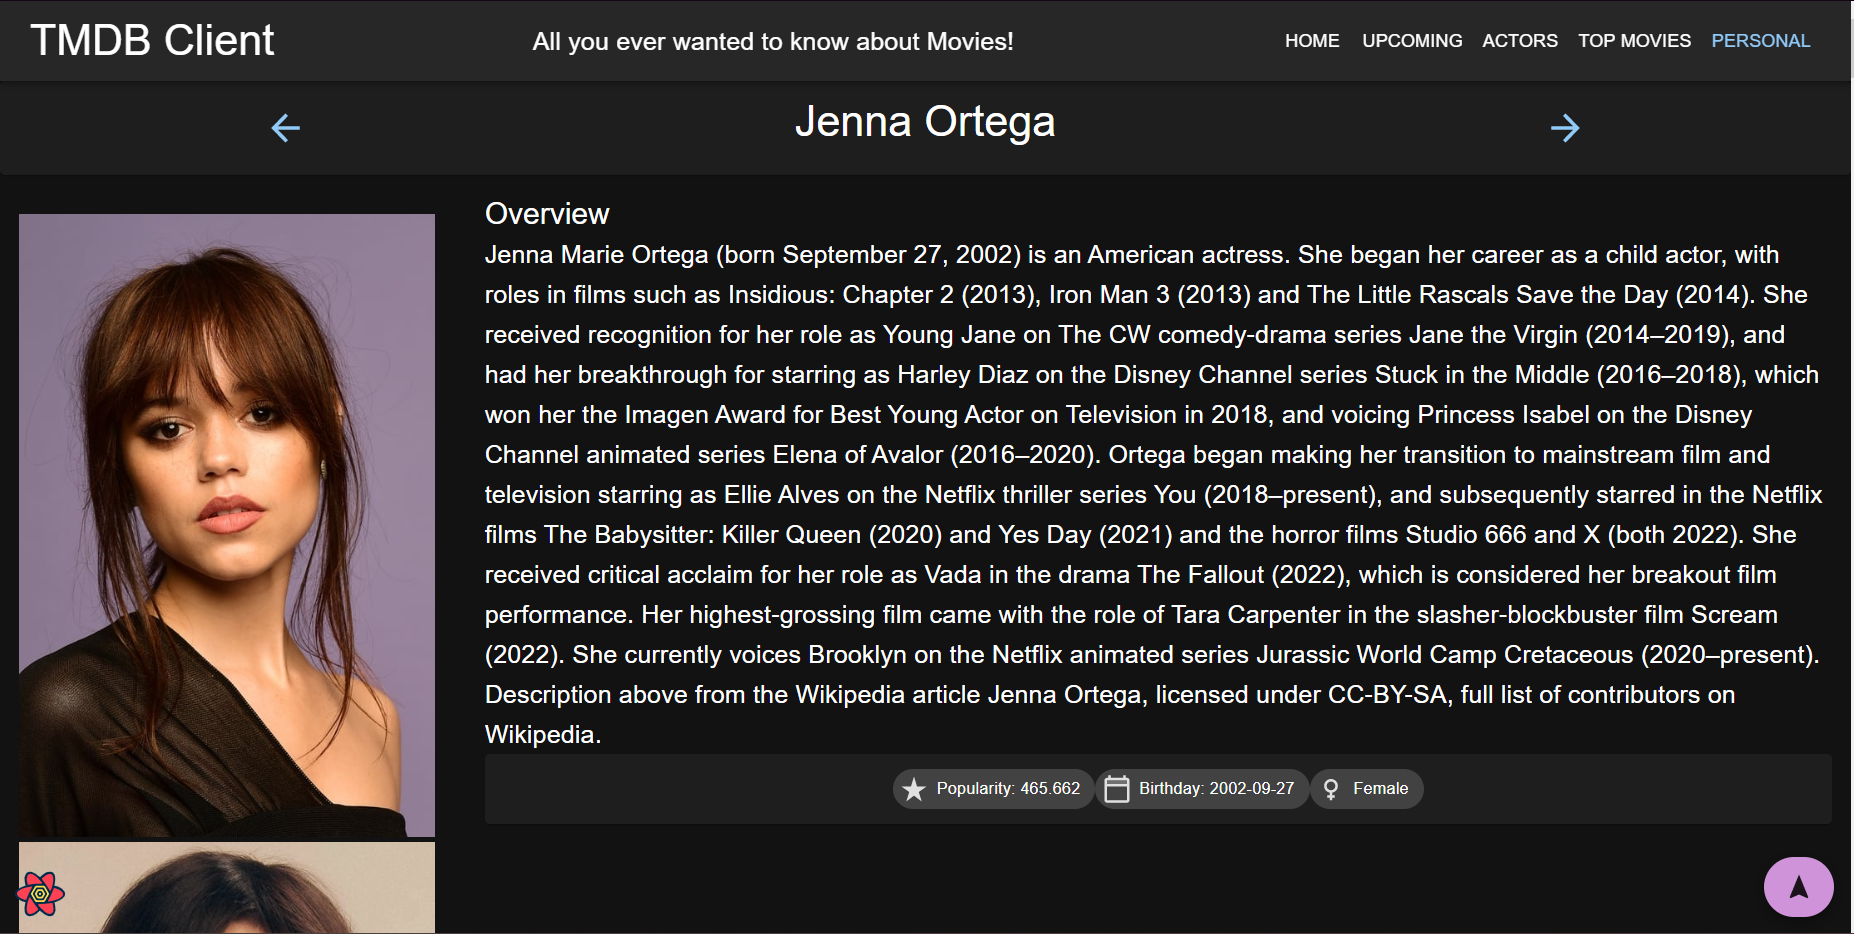 TMDB Client
All you ever wanted to know about Movies!
HOME UPCOMING ACTORS TOP MOVIES PERSONAL
Jenna Ortega
Overview
Jenna Marie Ortega (born September 27, 2002) is an American actress. She began her career as a child actor, with
roles in films such as Insidious: Chapter 2 (2013), Iron Man 3 (2013) and The Little Rascals Save the Day (2014). She
received recognition for her role as Young Jane on The CW comedy-drama series Jane the Virgin (2014–2019), and
had her breakthrough for starring as Harley Diaz on the Disney Channel series Stuck in the Middle (2016–2018), which
won her the Imagen Award for Best Young Actor on Television in 2018, and voicing Princess Isabel on the Disney
Channel animated series Elena of Avalor (2016–2020). Ortega began making her transition to mainstream film and
television starring as Ellie Alves on the Netflix thriller series You (2018–present), and subsequently starred in the Netflix
films The Babysitter: Killer Queen (2020) and Yes Day (2021) and the horror films Studio 666 and X (both 2022). She
received critical acclaim for her role as Vada in the drama The Fallout (2022), which is considered her breakout film
performance. Her highest-grossing film came with the role of Tara Carpenter in the slasher-blockbuster film Scream
(2022). She currently voices Brooklyn on the Netflix animated series Jurassic World Camp Cretaceous (2020–present).
Description above from the Wikipedia article Jenna Ortega, licensed under CC-BY-SA, full list of contributors on
Wikipedia.
Popularity: 465.662 Birthday: 2002-09-27 Female